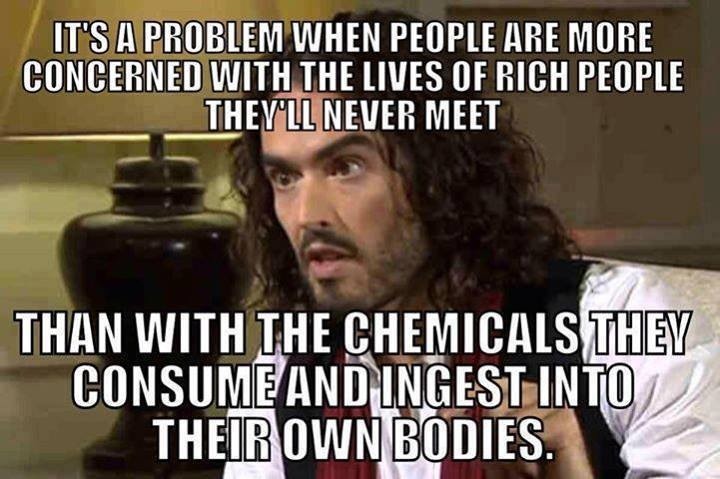 IT'S A PROBLEM WHEN PEOPLE ARE MORE
CONCERNED WITH THE LIVES OF RICH PEOPLE
THEY'LL NEVER MEET
THAN WITH THE CHEMICALS THEY
CONSUME AND INGEST INTO
THEIR OWN BODIES.